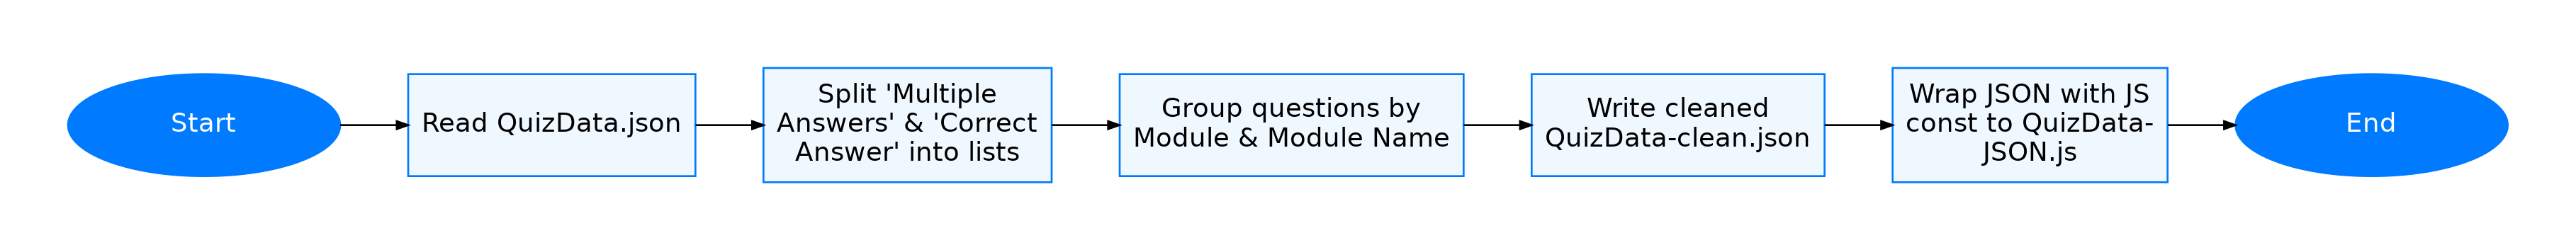 Start
Read QuizData.json
Split 'Multiple
Answers' & 'Correct
Answer' into lists
Group questions by
Module & Module Name
Write cleaned
QuizData-clean.json
Wrap JSON with JS
const to QuizData-
JSON.js
End